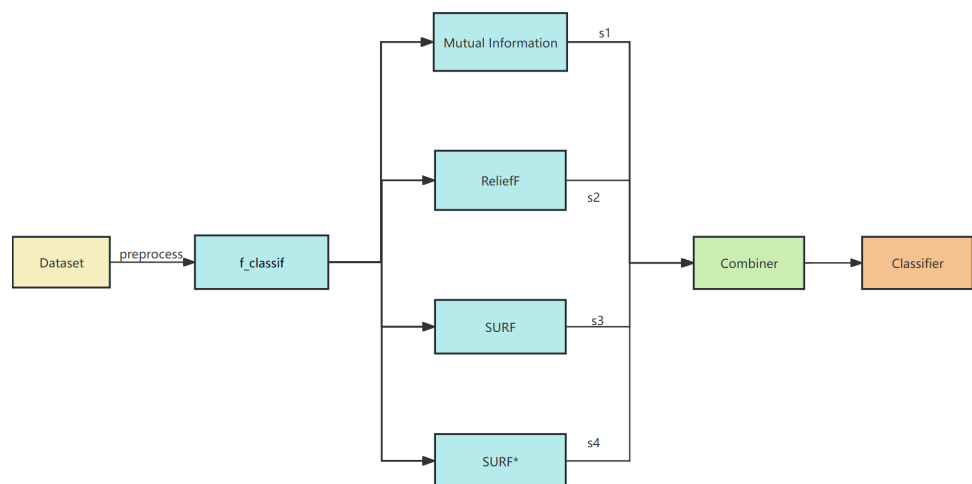 Dataset
preprocess
f_classif
Mutual Information
s1
ReliefF
s2
SURF
s3
SURF*
s4
Combiner
Classifier